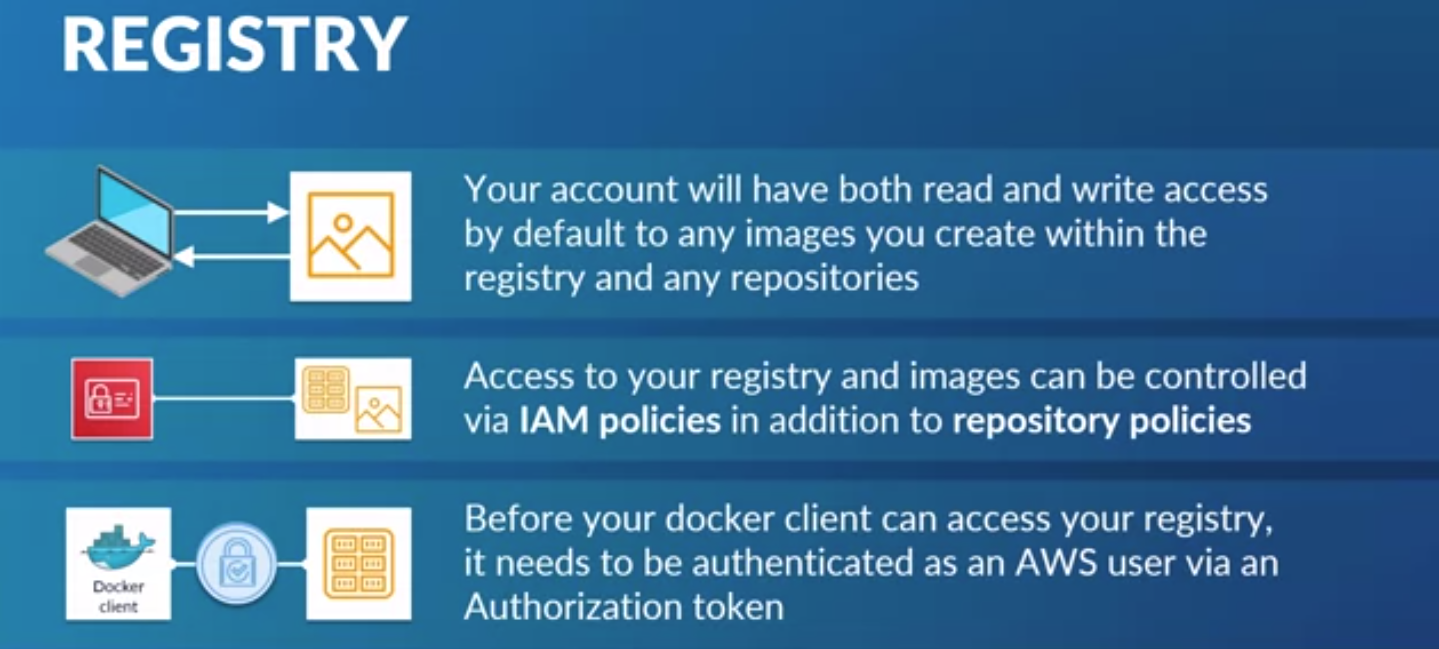 REGISTRY
Your account will have both read and write access
by default to any images you create within the
registry and any repositories
Access to your registry and images can be controlled
via IAM policies in addition to repository policies
Before your docker client can access your registry,
it needs to be authenticated as an AWS user via an
Authorization token
Docker
client